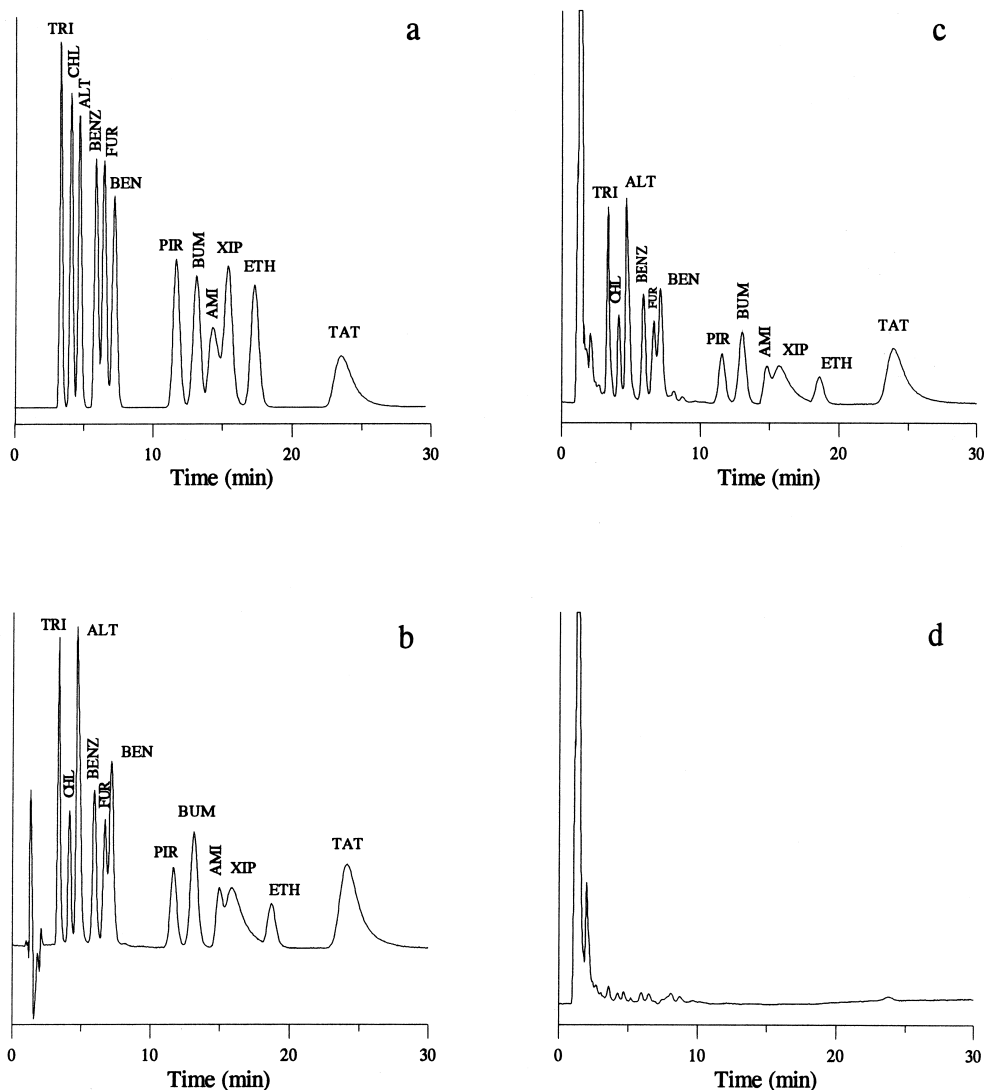 a
TRI
CHL
ALT
BENZ
FUR
BEN
PIR
BUM
AMI
XIP
ETH
TAT
0 10 20 30
Time (min)
c
TRI
ALT
CHL
BENZ
FUR
BEN
PIR
BUM
AMI
XIP
ETH
TAT
0 10 20 30
Time (min)
b
TRI
ALT
CHL
BENZ
FUR
BEN
PIR
BUM
AMI
XIP
ETH
TAT
0 10 20 30
Time (min)
d
0 10 20 30
Time (min)